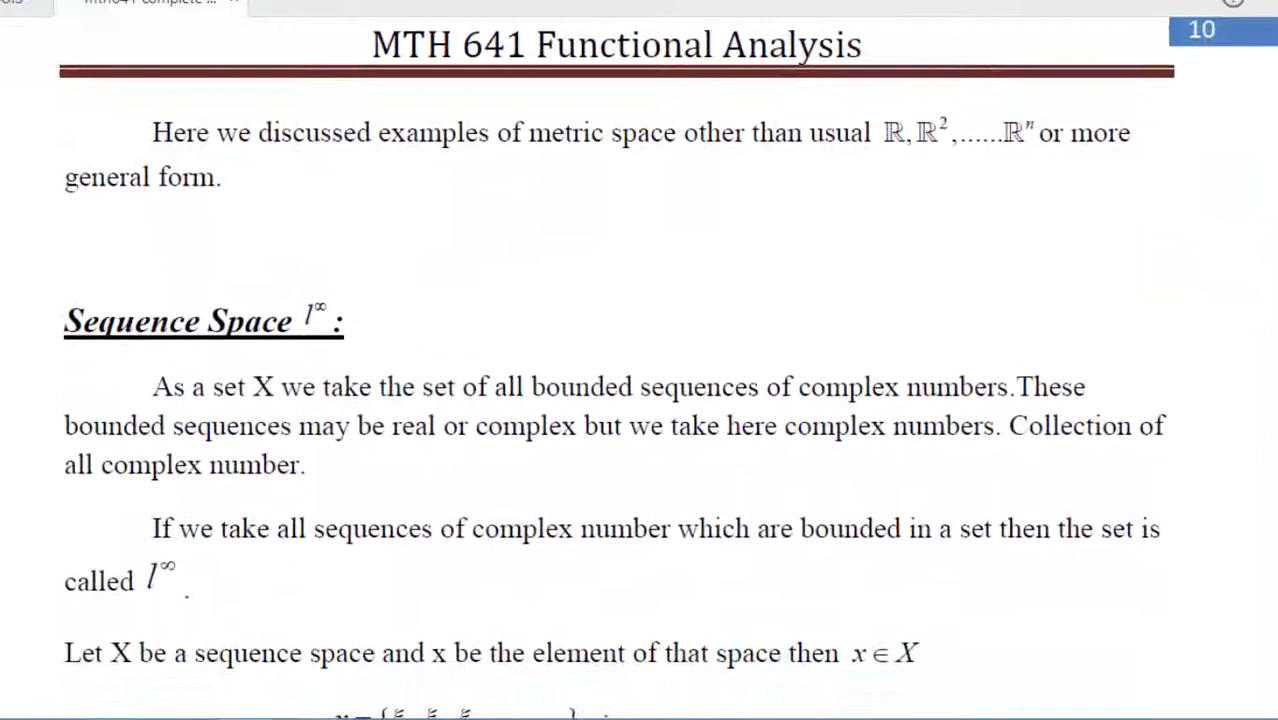 MTH 641 Functional Analysis
10
Here we discussed examples of metric space other than usual ℝ, ℝ²,......ℝⁿ or more
general form.
Sequence Space l^∞ :
As a set X we take the set of all bounded sequences of complex numbers.These
bounded sequences may be real or complex but we take here complex numbers. Collection of
all complex number.
If we take all sequences of complex number which are bounded in a set then the set is
called l^∞ .
Let X be a sequence space and x be the element of that space then x ∈ X